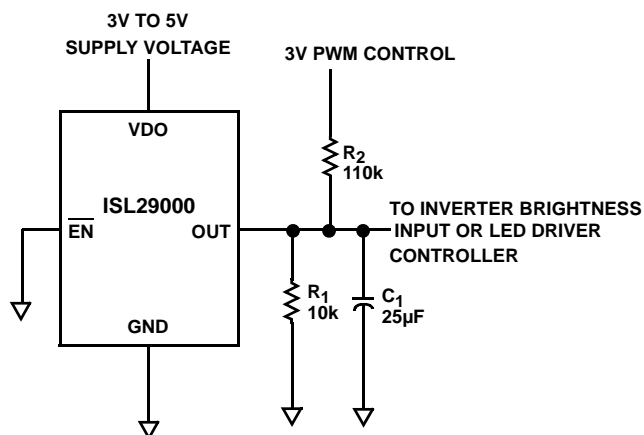 3V TO 5V
SUPPLY VOLTAGE
3V PWM CONTROL
VDO
R2
110k
ISL29000
EN
OUT
TO INVERTER BRIGHTNESS
INPUT OR LED DRIVER
CONTROLLER
R1
10k
C1
25µF
GND